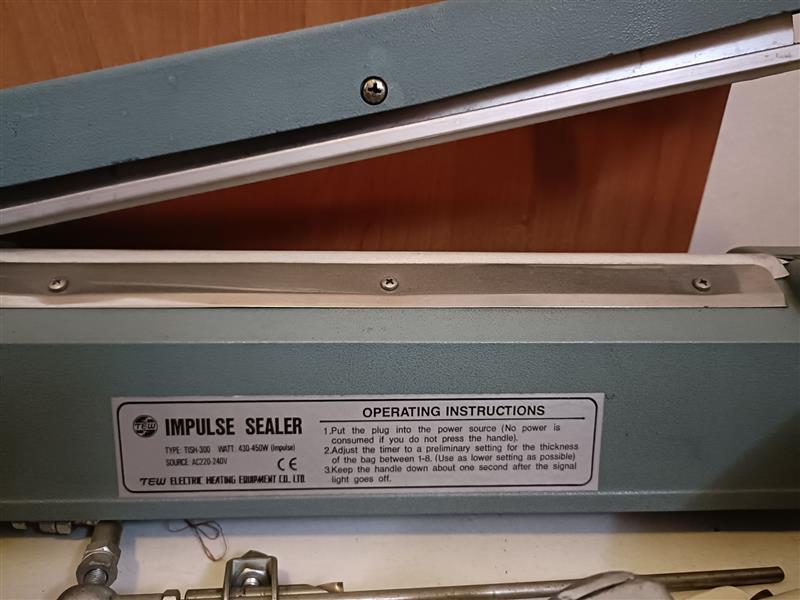 TEW IMPULSE SEALER
TYPE: TISH-300 WATT: 430-450W (Impulse)
SOURCE: AC220-240V CE
TEW ELECTRIC HEATING EQUIPMENT CO., LTD.
OPERATING INSTRUCTIONS
1.Put the plug into the power source (No power is
consumed if you do not press the handle).
2.Adjust the timer to a preliminary setting for the thickness
of the bag between 1-8. (Use as lower setting as possible)
3.Keep the handle down about one second after the signal
light goes off.